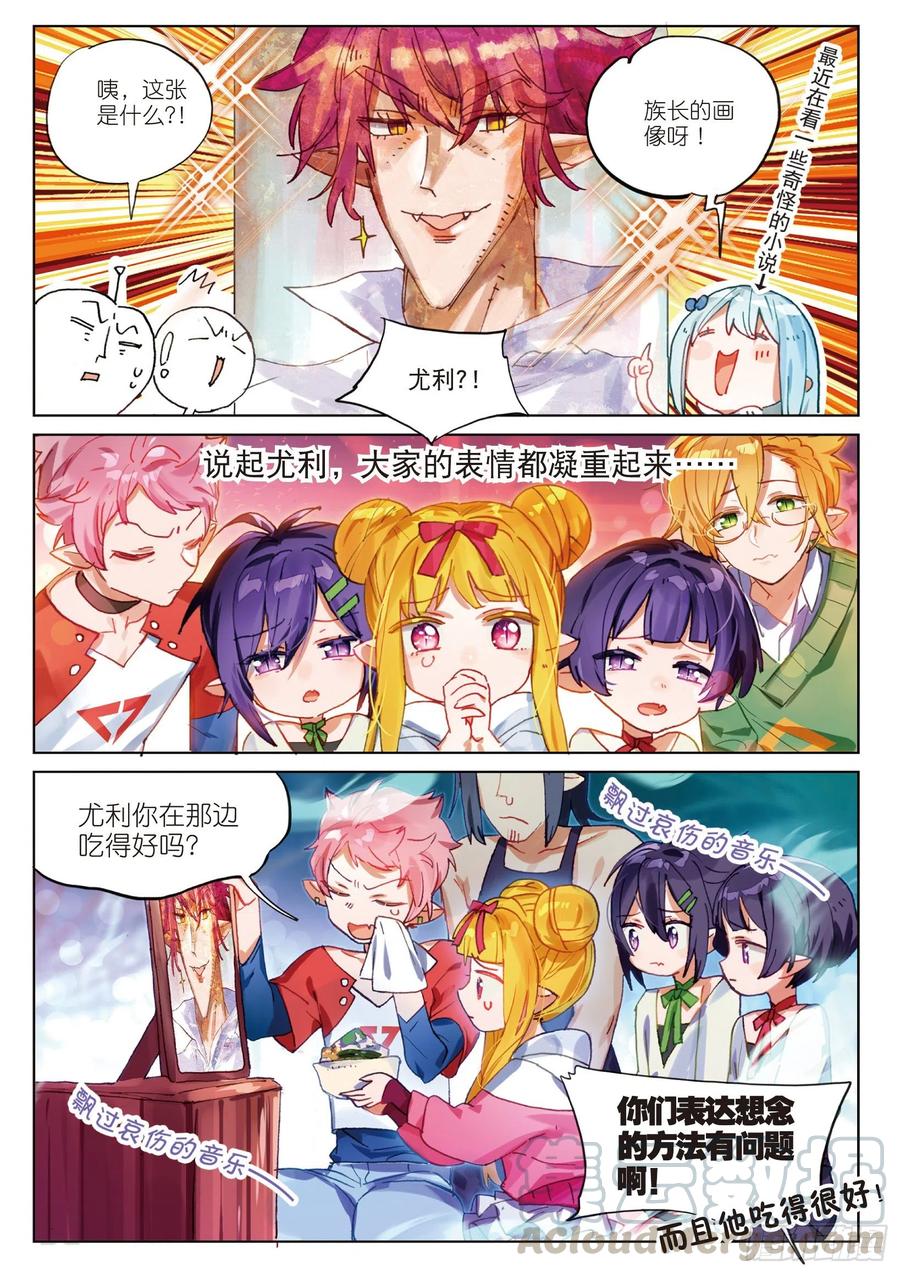 咦，这张
是什么?!
族长的画
像呀！
最近在看一些奇怪的小说
尤利?!
说起尤利，大家的表情都凝重起来……
尤利你在那边
吃得好吗？
飘过哀伤的音乐
飘过哀伤的音乐
你们表达想念
的方法有问题
啊！
而且他吃得很好！
集云数据
Acloudmerge.com